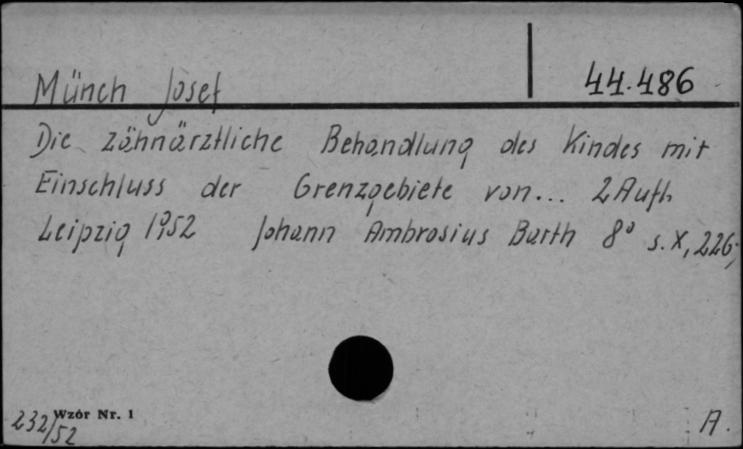 Münch Josef 44.486
Die zähnärztliche Behandlung des Kindes mit
Einschluss der Grenzgebiete von... 2 Aufl.
Leipzig 1952 Johann Ambrosius Barth 8° s. X, 226;
Wzór Nr. 1
232/52 A.